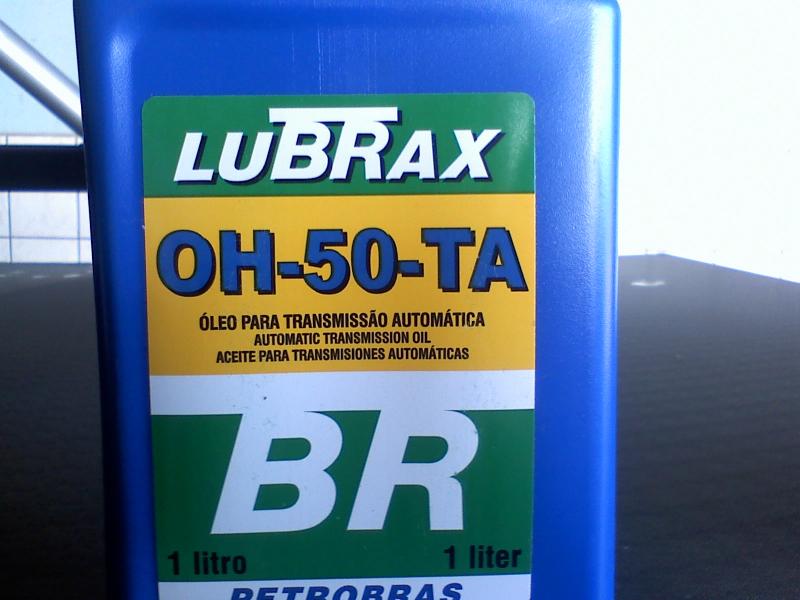 LUBRAX
OH-50-TA
ÓLEO PARA TRANSMISSÃO AUTOMÁTICA
AUTOMATIC TRANSMISSION OIL
ACEITE PARA TRANSMISIONES AUTOMÁTICAS
BR
1 litro 1 liter
PETROBRAS